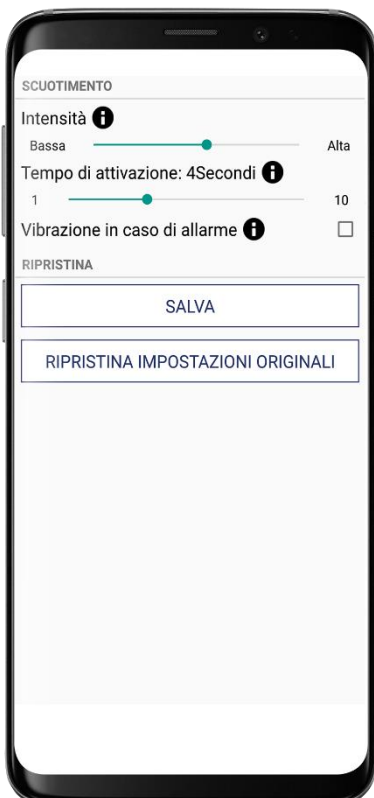 SCUOTIMENTO
Intensità
Bassa Alta
Tempo di attivazione: 4Secondi
1 10
Vibrazione in caso di allarme
RIPRISTINA
SALVA
RIPRISTINA IMPOSTAZIONI ORIGINALI